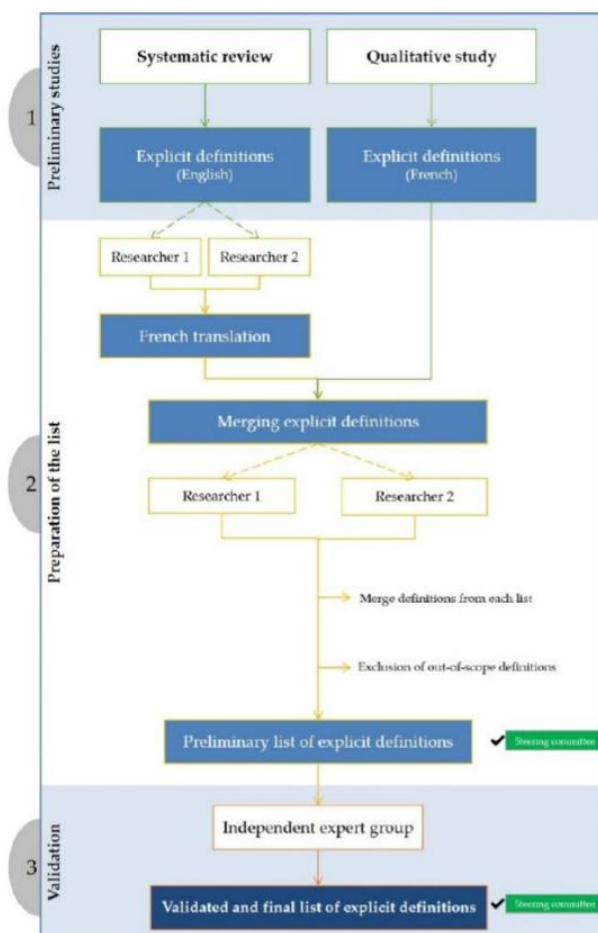 Systematic review
Qualitative study
1
Preliminary studies
Explicit definitions
(English)
Explicit definitions
(French)
Researcher 1
Researcher 2
French translation
Merging explicit definitions
2
Preparation of the list
Researcher 1
Researcher 2
Merge definitions from each list
Exclusion of out-of-scope definitions
Preliminary list of explicit definitions
Steering committee
Independent expert group
3
Validation
Validated and final list of explicit definitions
Steering committee